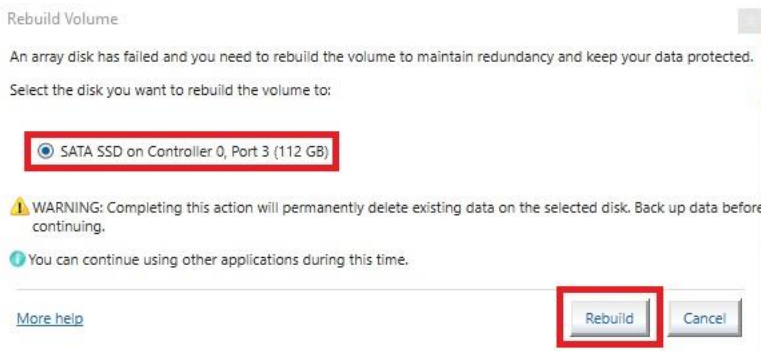 Rebuild Volume
An array disk has failed and you need to rebuild the volume to maintain redundancy and keep your data protected.
Select the disk you want to rebuild the volume to:
SATA SSD on Controller 0, Port 3 (112 GB)
WARNING: Completing this action will permanently delete existing data on the selected disk. Back up data before
continuing.
You can continue using other applications during this time.
More help
Rebuild
Cancel